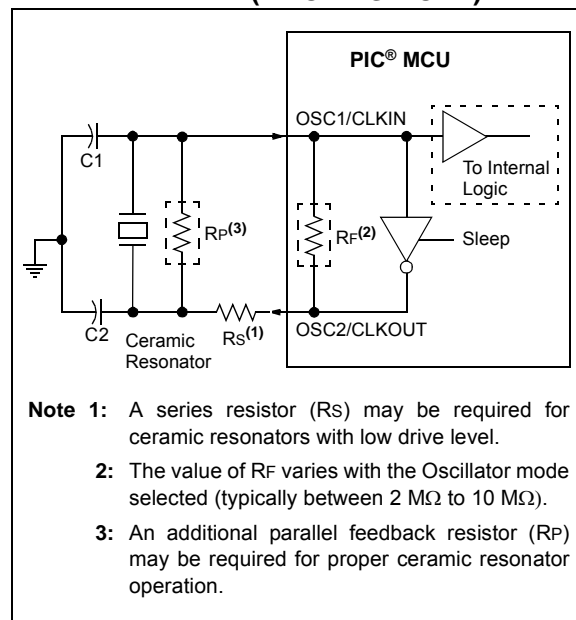 PIC® MCU
OSC1/CLKIN
C1
To Internal
Logic
RP(3)
RF(2)
Sleep
C2
Ceramic
Resonator
RS(1)
OSC2/CLKOUT
Note 1: A series resistor (RS) may be required for
ceramic resonators with low drive level.
2: The value of RF varies with the Oscillator mode
selected (typically between 2 MΩ to 10 MΩ).
3: An additional parallel feedback resistor (RP)
may be required for proper ceramic resonator
operation.